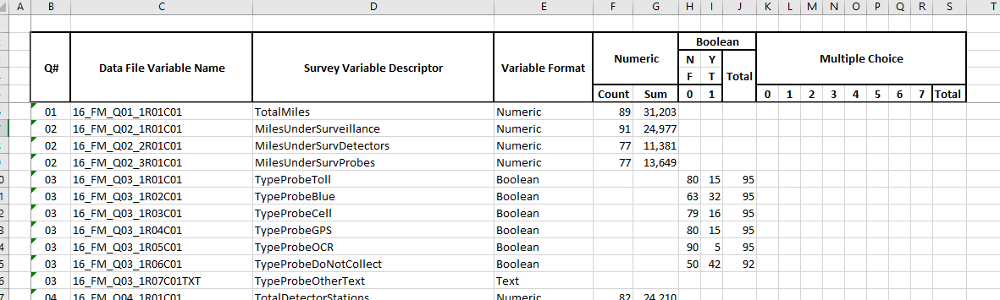 A B C D E F G H I J K L M N O P Q R S T
Boolean
Q# Data File Variable Name Survey Variable Descriptor Variable Format Numeric N Y Multiple Choice
F T Total
Count Sum 0 1 0 1 2 3 4 5 6 7 Total
01 16_FM_Q01_1R01C01 TotalMiles Numeric 89 31,203
02 16_FM_Q02_1R01C01 MilesUnderSurveillance Numeric 91 24,977
02 16_FM_Q02_2R01C01 MilesUnderSurvDetectors Numeric 77 11,381
02 16_FM_Q02_3R01C01 MilesUnderSurvProbes Numeric 77 13,649
03 16_FM_Q03_1R01C01 TypeProbeToll Boolean 80 15 95
03 16_FM_Q03_1R02C01 TypeProbeBlue Boolean 63 32 95
03 16_FM_Q03_1R03C01 TypeProbeCell Boolean 79 16 95
03 16_FM_Q03_1R04C01 TypeProbeGPS Boolean 80 15 95
03 16_FM_Q03_1R05C01 TypeProbeOCR Boolean 90 5 95
03 16_FM_Q03_1R06C01 TypeProbeDoNotCollect Boolean 50 42 92
03 16_FM_Q03_1R07C01TXT TypeProbeOtherText Text
04 16_FM_Q04_1R01C01 TotalDetectorStations Numeric 82 24,210